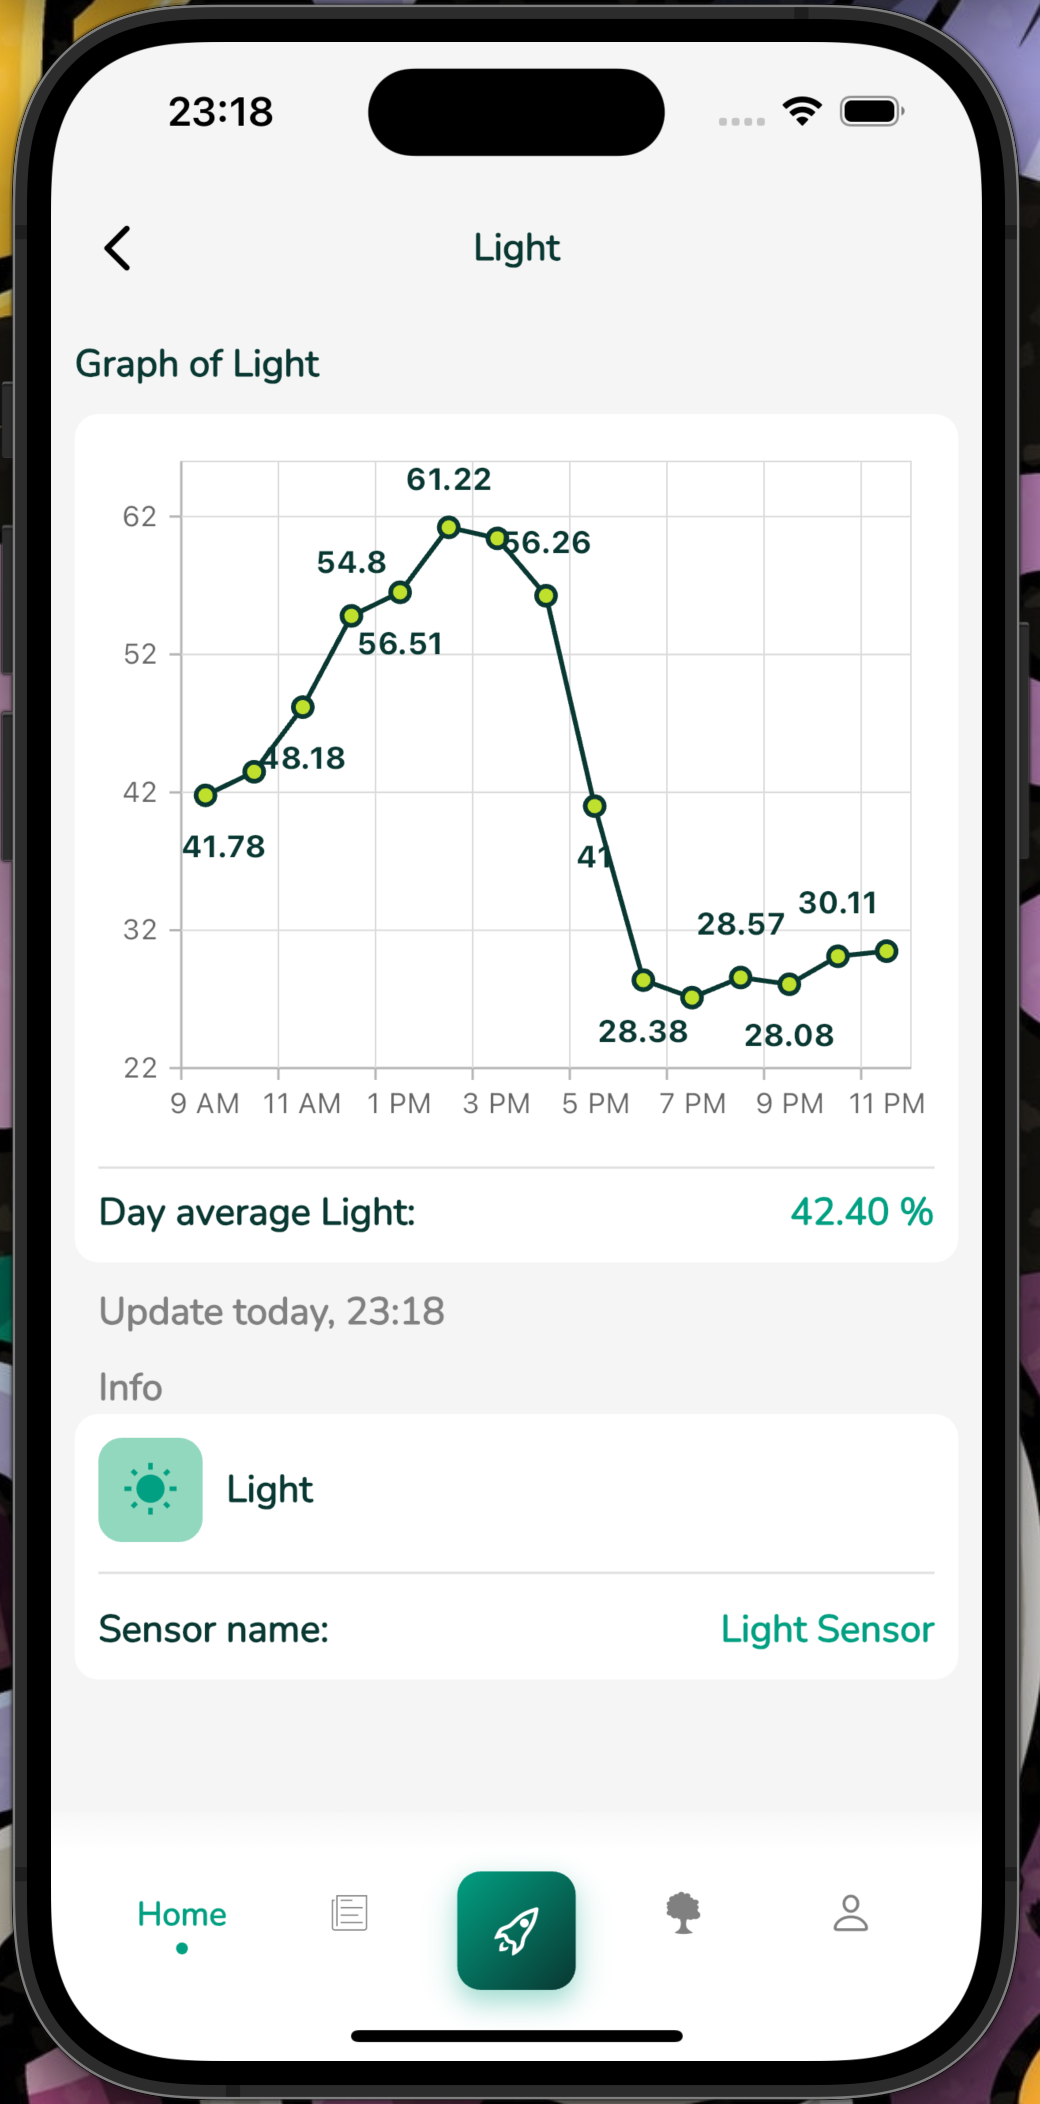 23:18
Light
Graph of Light
61.22
62
56.26
54.8
56.51
52
48.18
42
41.78
41
30.11
28.57
32
28.38
28.08
22
9 AM 11 AM 1 PM 3 PM 5 PM 7 PM 9 PM 11 PM
Day average Light: 42.40 %
Update today, 23:18
Info
Light
Sensor name: Light Sensor
Home